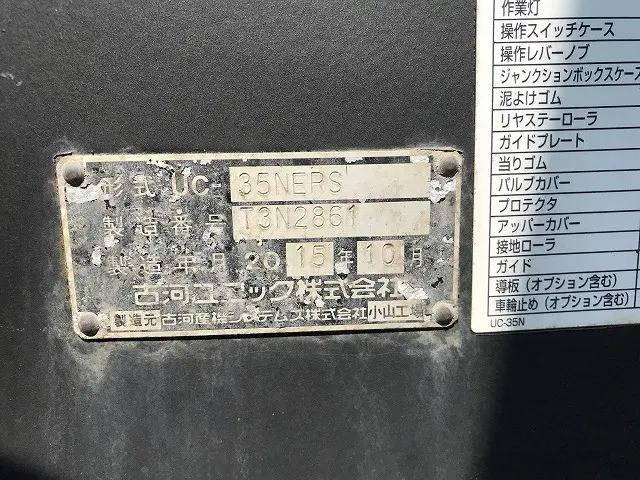 形式 UC-35NERS
製造番号 T3N2861
製造年月 2015年10月
古河ユニック株式会社
製造元 古河産機システムズ株式会社 小山工場
作業灯
操作スイッチケース
操作レバーノブ
ジャンクションボックスケース
泥よけゴム
リヤステーローラ
ガイドプレート
当りゴム
バルブカバー
プロテクタ
アッパーカバー
接地ローラ
ガイド
導板（オプション含む）
車輪止め（オプション含む）
UC-35N